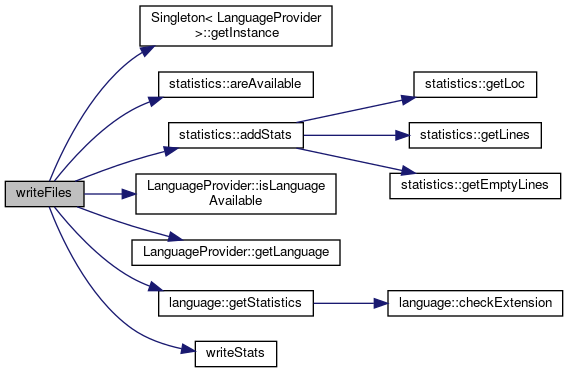 writeFiles
Singleton< LanguageProvider
>::getInstance
statistics::areAvailable
statistics::addStats
statistics::getLoc
statistics::getLines
statistics::getEmptyLines
LanguageProvider::isLanguage
Available
LanguageProvider::getLanguage
language::getStatistics
language::checkExtension
writeStats